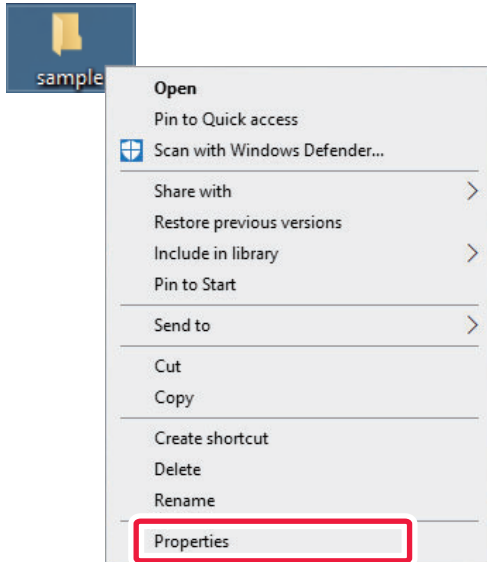 sample
Open
Pin to Quick access
Scan with Windows Defender...
Share with
Restore previous versions
Include in library
Pin to Start
Send to
Cut
Copy
Create shortcut
Delete
Rename
Properties